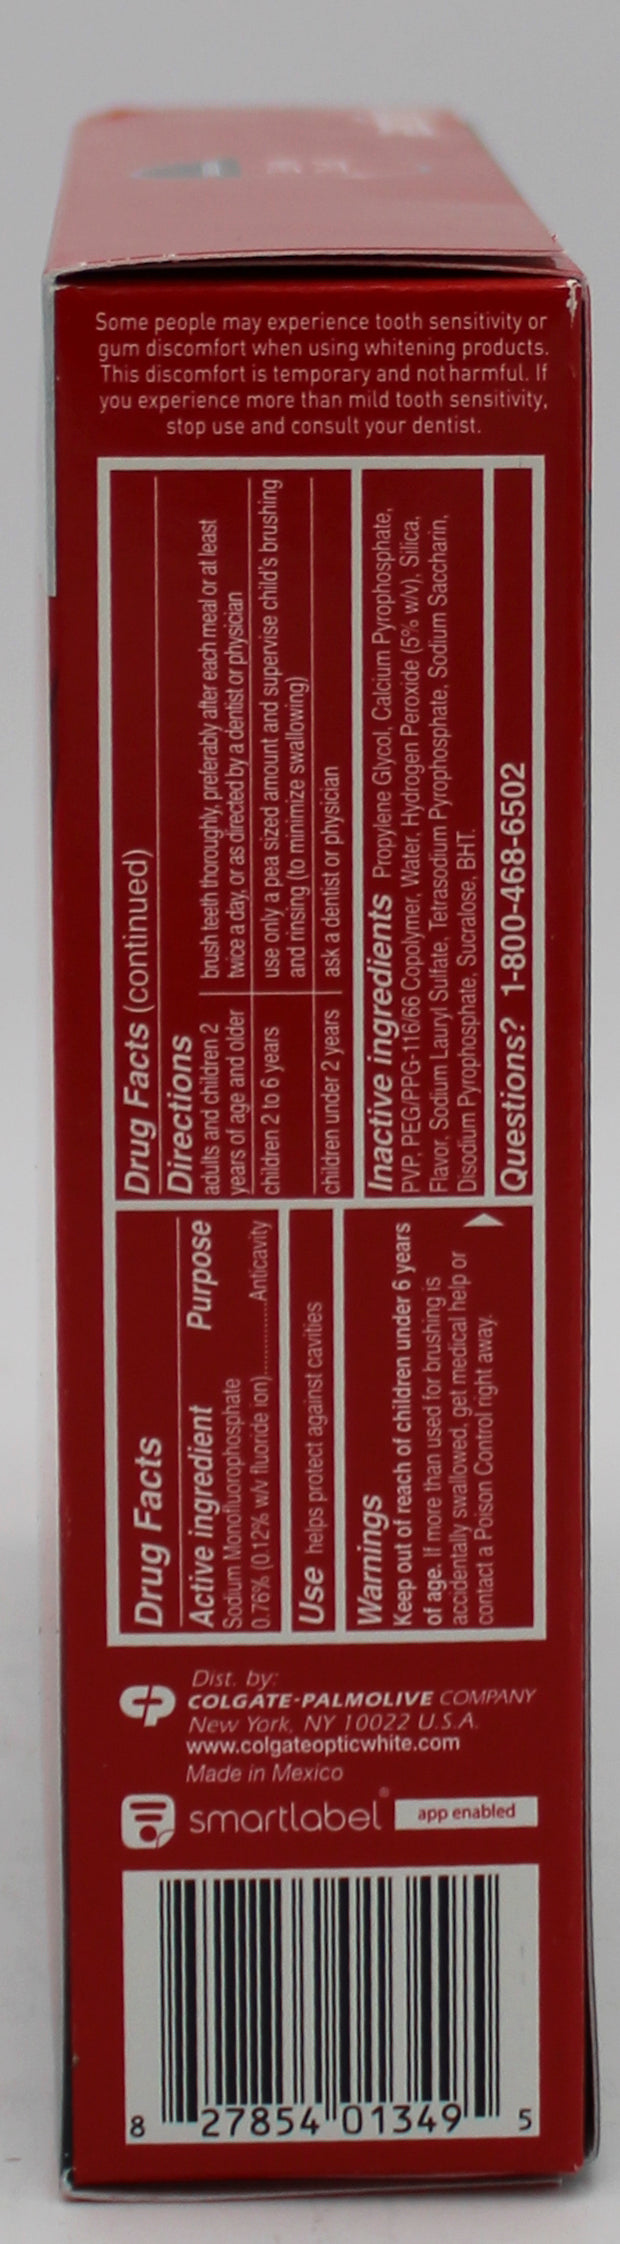 Some people may experience tooth sensitivity or
gum discomfort when using whitening products.
This discomfort is temporary and not harmful. If
you experience more than mild tooth sensitivity,
stop use and consult your dentist.
Drug Facts
Active ingredient Purpose
Sodium Monofluorophosphate
0.76% (0.12% w/v fluoride ion)..............Anticavity
Use helps protect against cavities
Warnings
Keep out of reach of children under 6 years
of age. If more than used for brushing is
accidentally swallowed, get medical help or
contact a Poison Control right away.
Drug Facts (continued)
Directions
adults and children 2 brush teeth thoroughly, preferably after each meal or at least
years of age and older twice a day, or as directed by a dentist or physician
children 2 to 6 years use only a pea sized amount and supervise child's brushing
and rinsing (to minimize swallowing)
children under 2 years ask a dentist or physician
Inactive ingredients Propylene Glycol, Calcium Pyrophosphate,
PVP, PEG/PPG-116/66 Copolymer, Water, Hydrogen Peroxide (5% w/v), Silica,
Flavor, Sodium Lauryl Sulfate, Tetrasodium Pyrophosphate, Sodium Saccharin,
Disodium Pyrophosphate, Sucralose, BHT.
Questions? 1-800-468-6502
Dist. by:
COLGATE-PALMOLIVE COMPANY
New York, NY 10022 U.S.A.
www.colgateopticwhite.com
Made in Mexico
smartlabel® app enabled
8 27854 01349 5